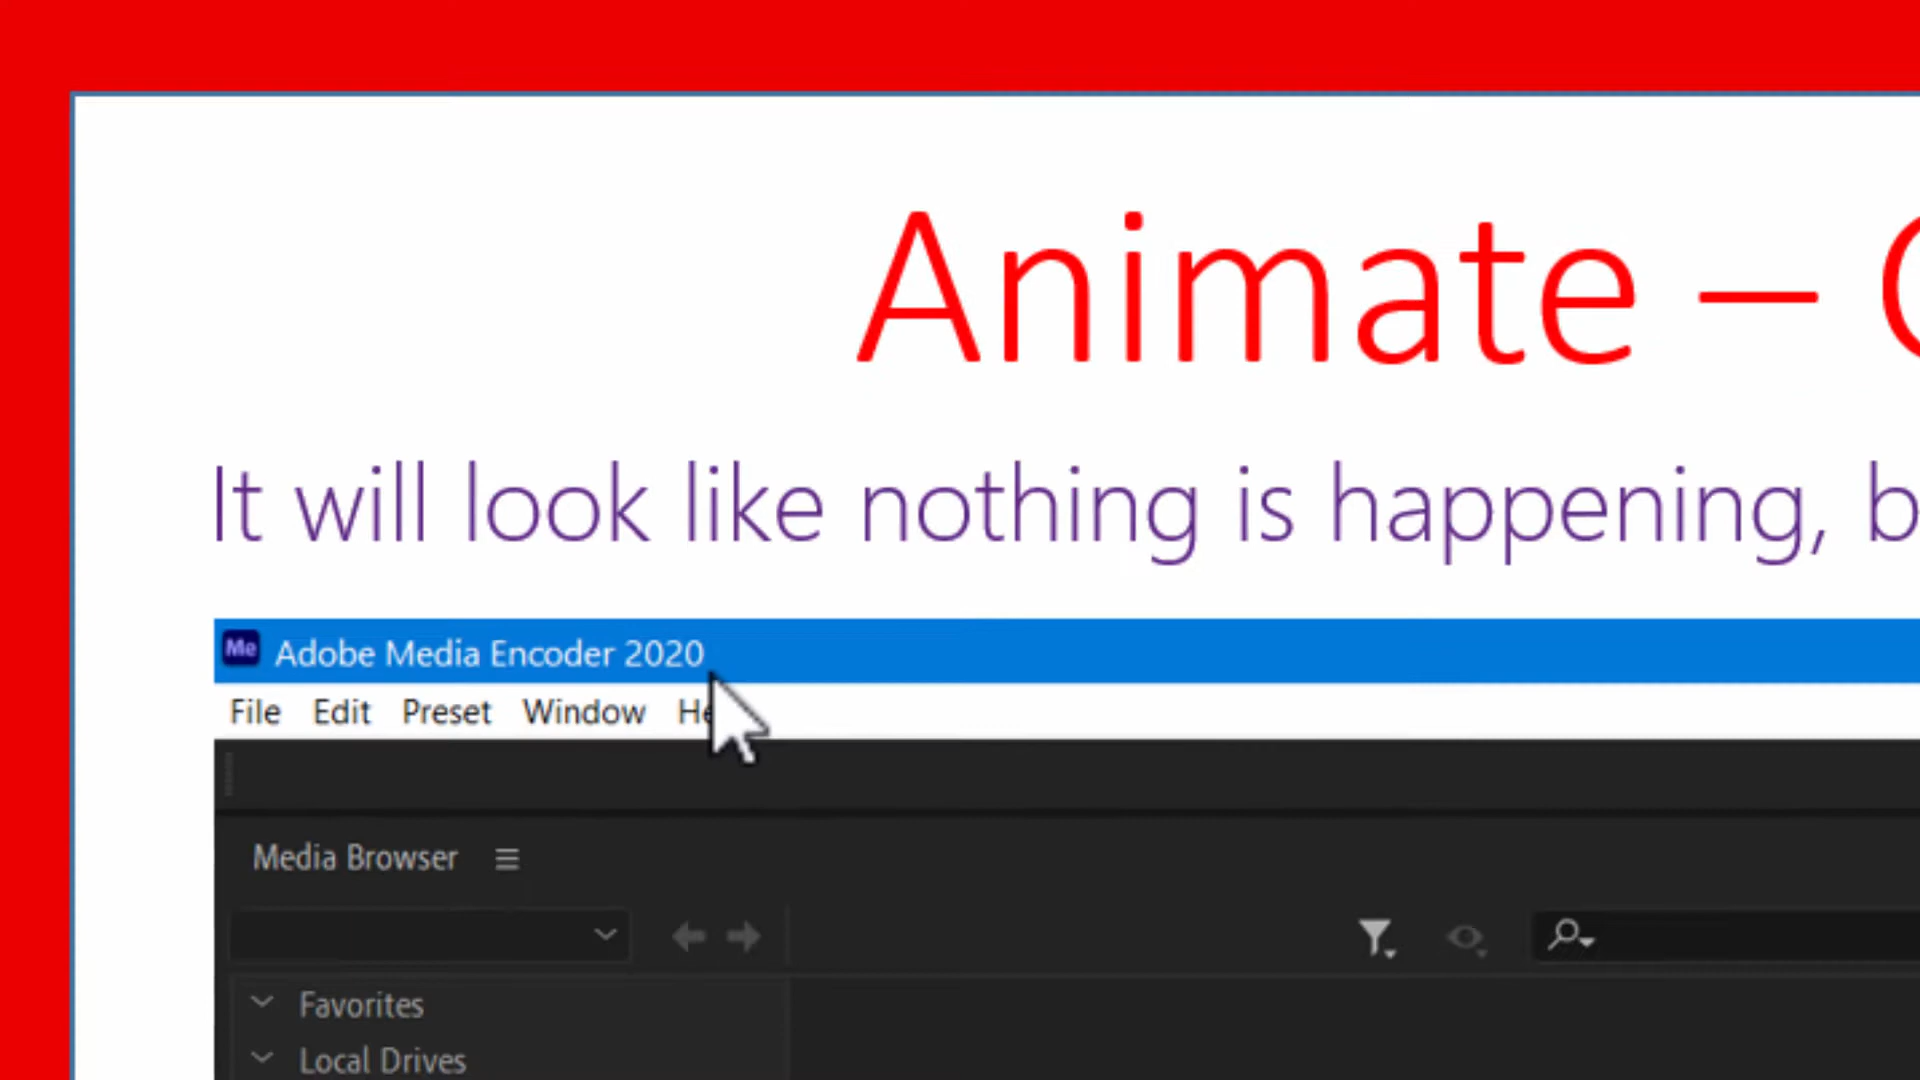 Animate –
It will look like nothing is happening,
Me Adobe Media Encoder 2020
File Edit Preset Window
Media Browser
Favorites
Local Drives